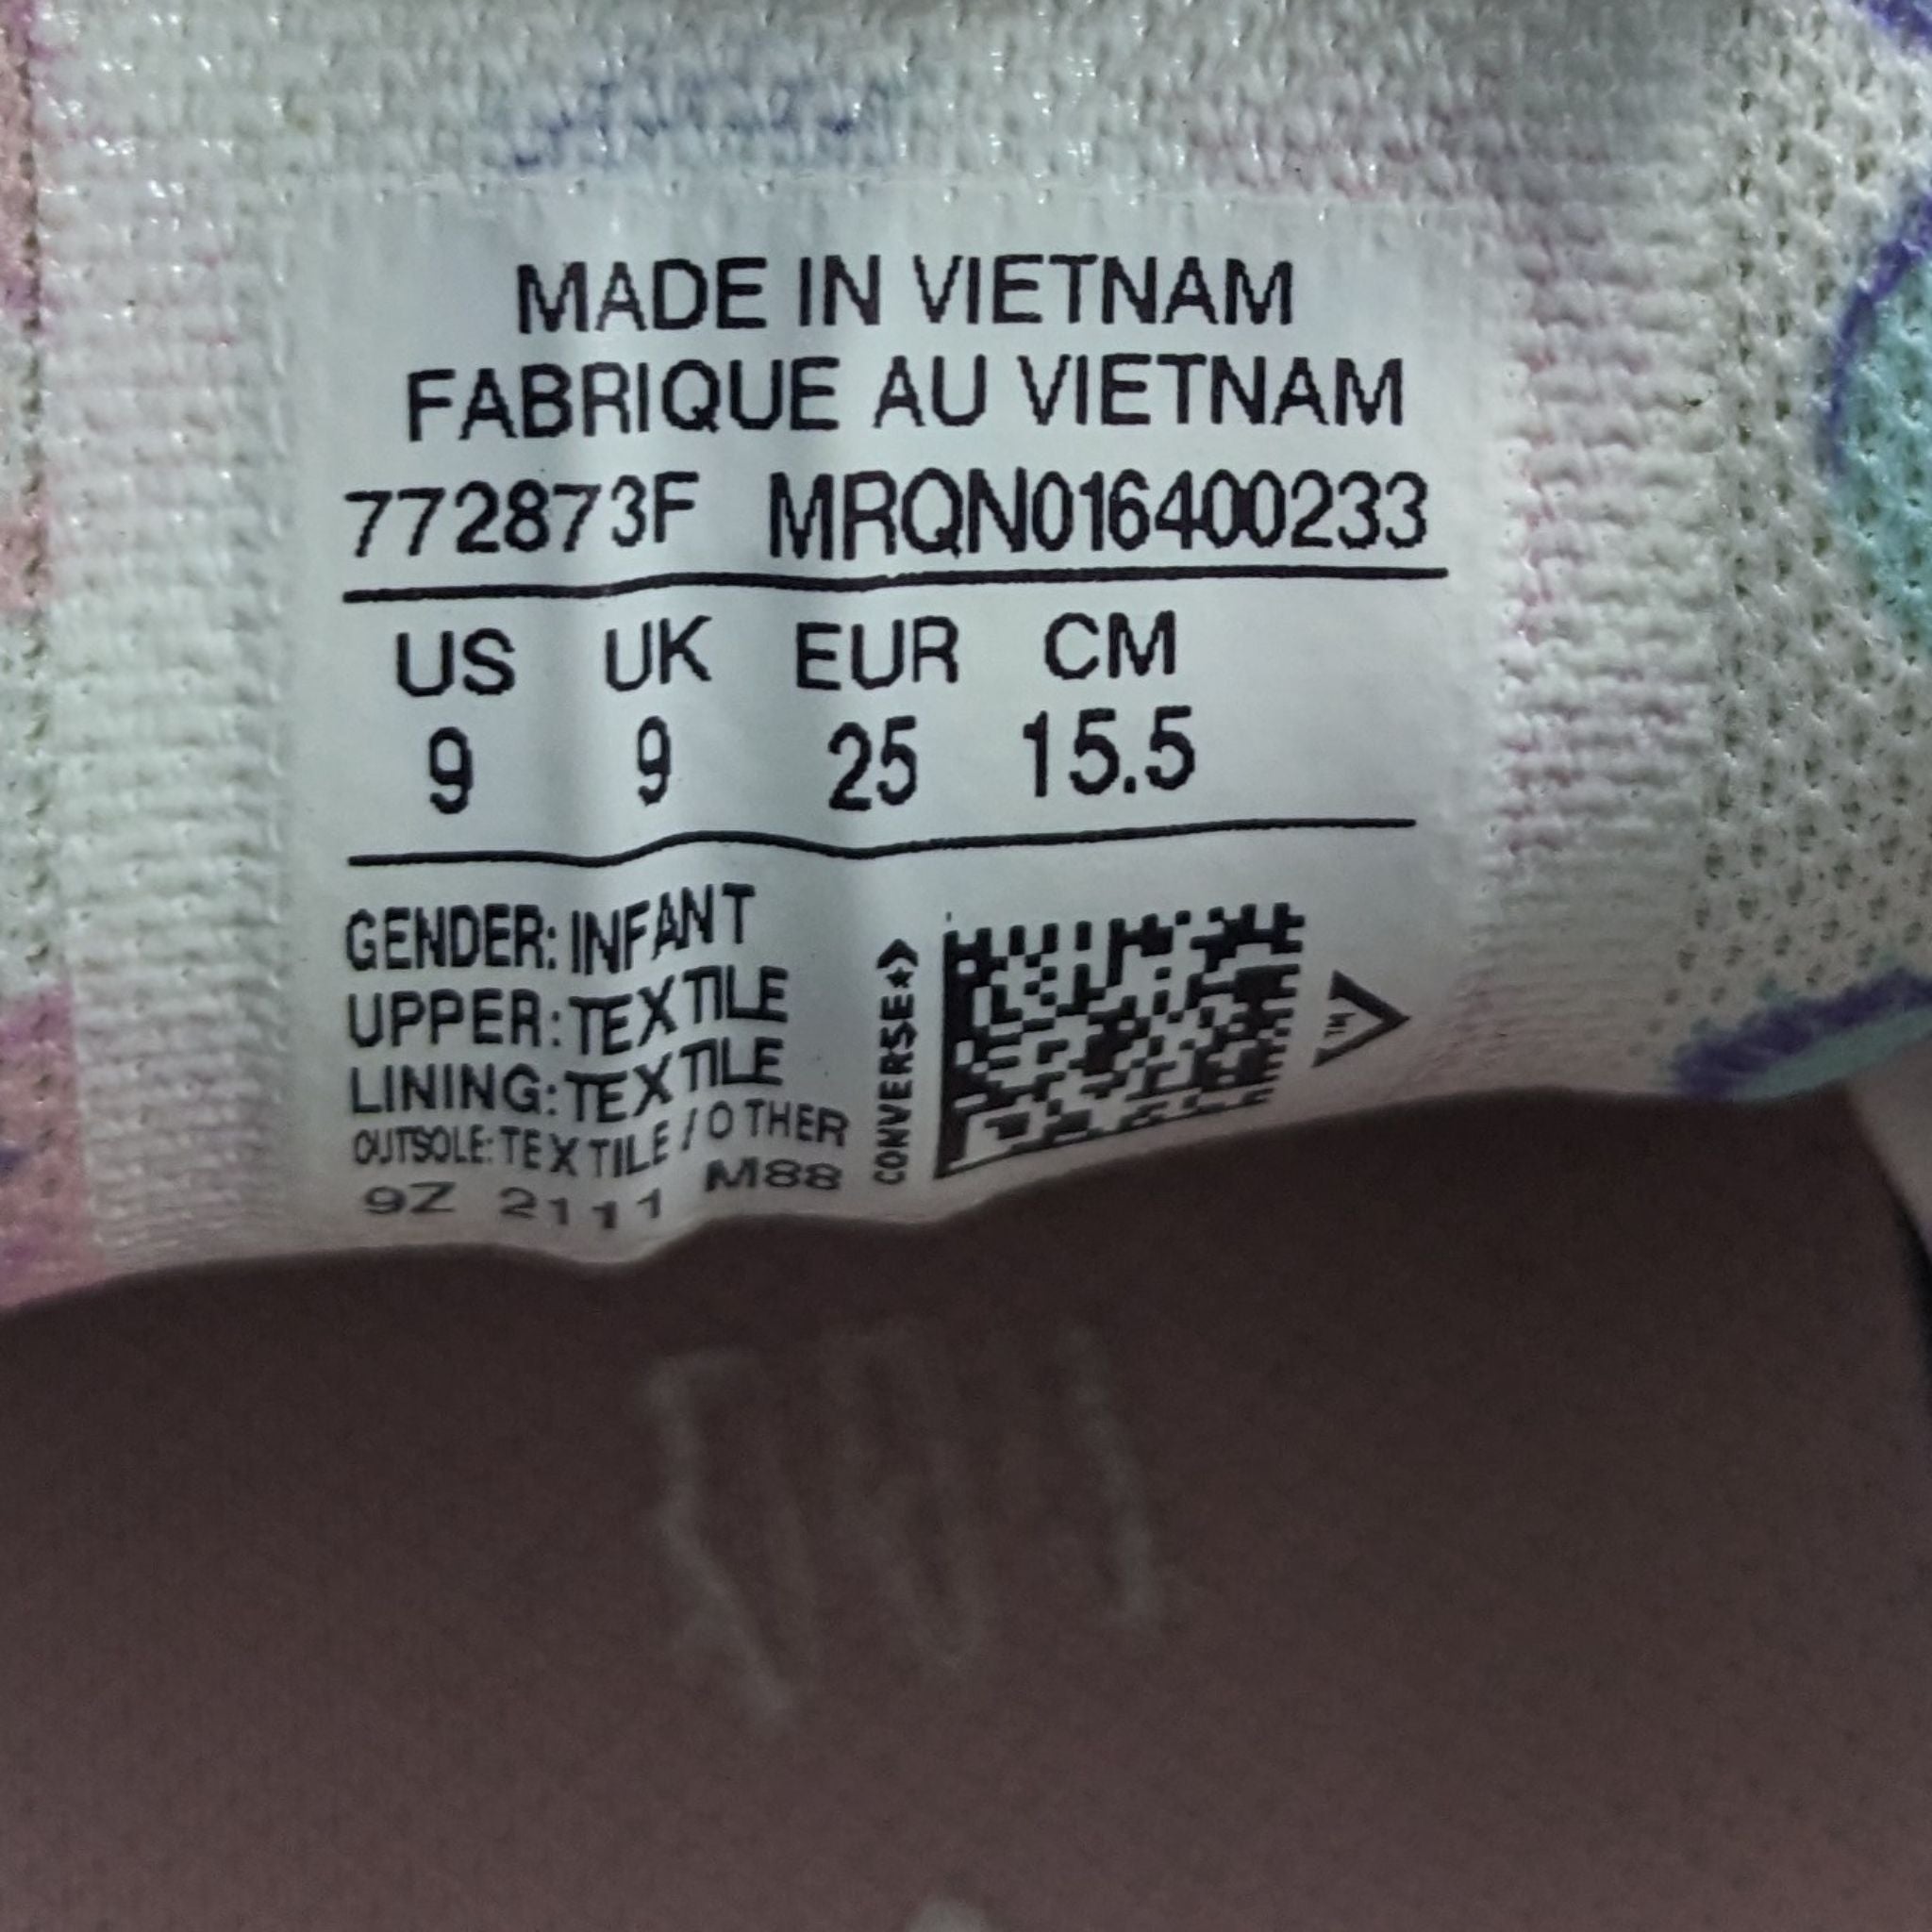 MADE IN VIETNAM
FABRIQUE AU VIETNAM
772873F MRQN016400233
US UK EUR CM
9 9 25 15.5
GENDER: INFANT
UPPER: TEXTILE
LINING: TEXTILE
OUTSOLE: TEXTILE / OTHER
9Z 2111 M88
CONVERSE
TM